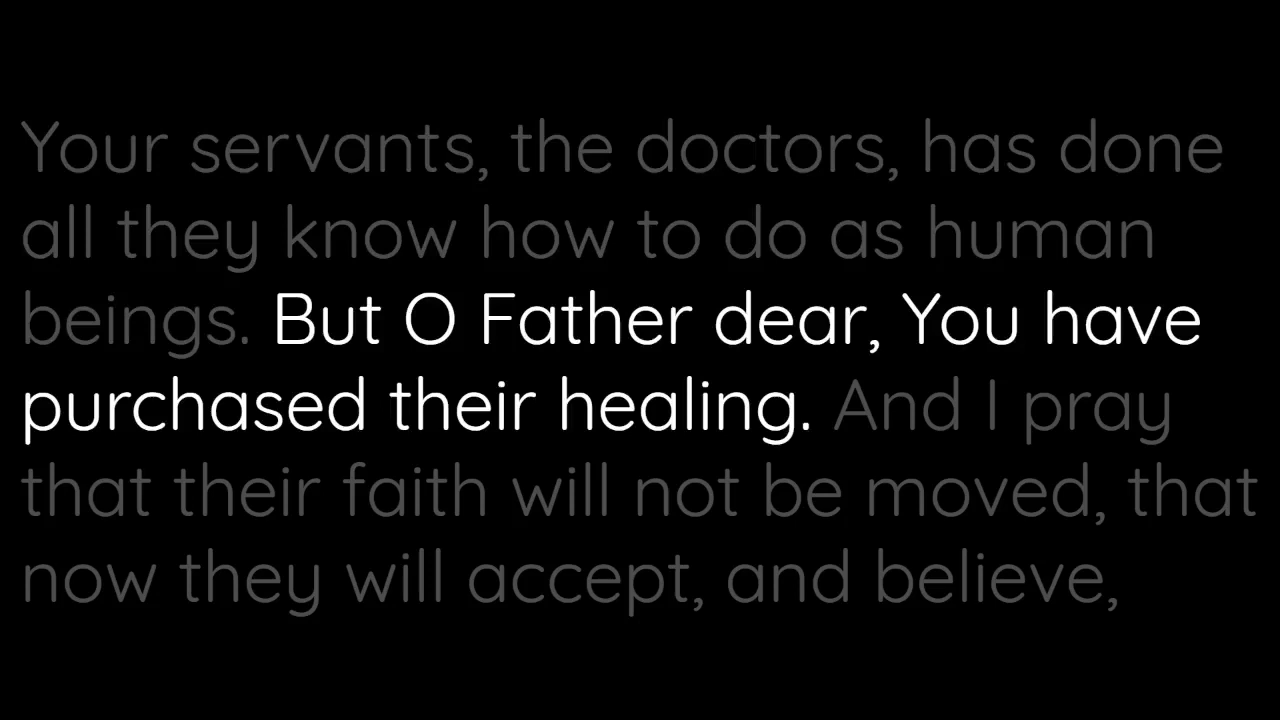 Your servants, the doctors, has done
all they know how to do as human
beings. But O Father dear, You have
purchased their healing. And I pray
that their faith will not be moved, that
now they will accept, and believe,